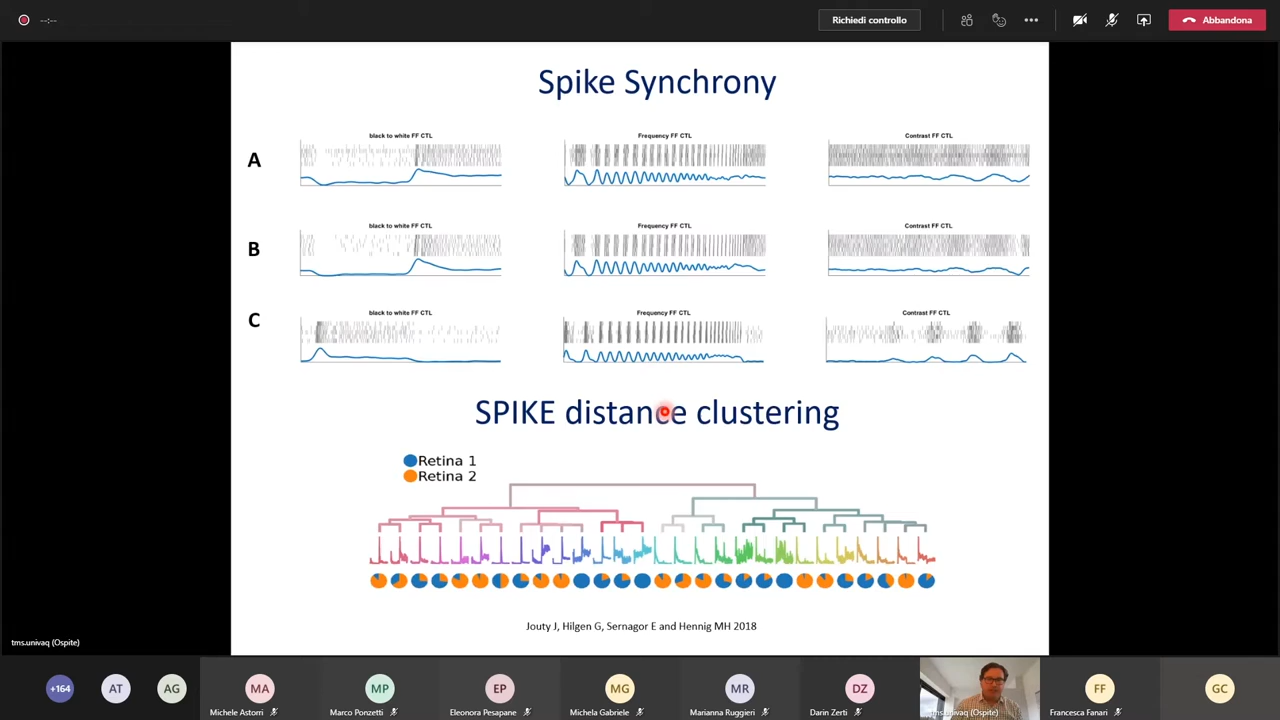 --:--
Richiedi controllo
Abbandona
Spike Synchrony
A
black to white FF CTL
Frequency FF CTL
Contrast FF CTL
B
black to white FF CTL
Frequency FF CTL
Contrast FF CTL
C
black to white FF CTL
Frequency FF CTL
Contrast FF CTL
SPIKE distance clustering
Retina 1
Retina 2
Jouty J, Hilgen G, Sernagor E and Hennig MH 2018
tms.univaq (Ospite)
+164
AT
AG
MA
Michele Astorri
MP
Marco Ponzetti
EP
Eleonora Pesapane
MG
Michela Gabriele
MR
Marianna Ruggieri
DZ
Darin Zerti
tms.univaq (Ospite)
FF
Francesca Fanari
GC